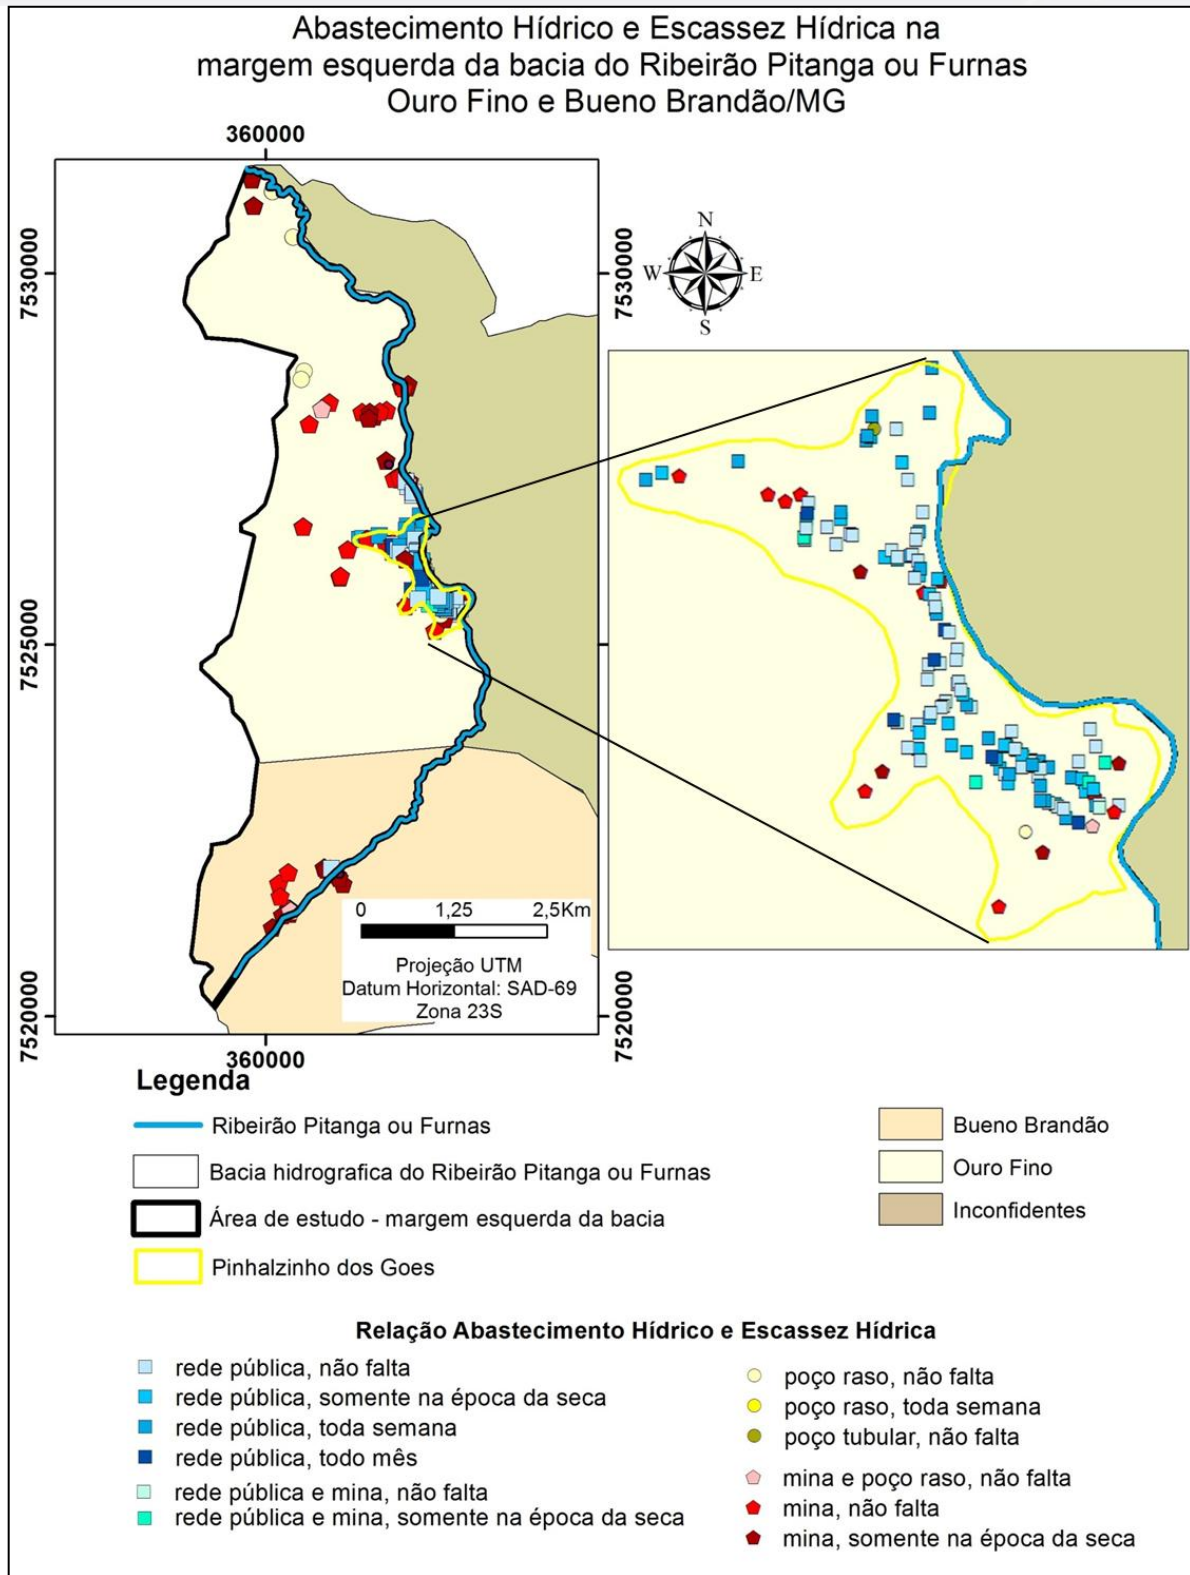 Abastecimento Hídrico e Escassez Hídrica na
margem esquerda da bacia do Ribeirão Pitanga ou Furnas
Ouro Fino e Bueno Brandão/MG
360000
7530000
7530000
N
W
E
S
7525000
7525000
0 1,25 2,5Km
Projeção UTM
Datum Horizontal: SAD-69
Zona 23S
7520000
7520000
360000
Legenda
Ribeirão Pitanga ou Furnas
Bacia hidrografica do Ribeirão Pitanga ou Furnas
Área de estudo - margem esquerda da bacia
Pinhalzinho dos Goes
Bueno Brandão
Ouro Fino
Inconfidentes
Relação Abastecimento Hídrico e Escassez Hídrica
rede pública, não falta
rede pública, somente na época da seca
rede pública, toda semana
rede pública, todo mês
rede pública e mina, não falta
rede pública e mina, somente na época da seca
poço raso, não falta
poço raso, toda semana
poço tubular, não falta
mina e poço raso, não falta
mina, não falta
mina, somente na época da seca